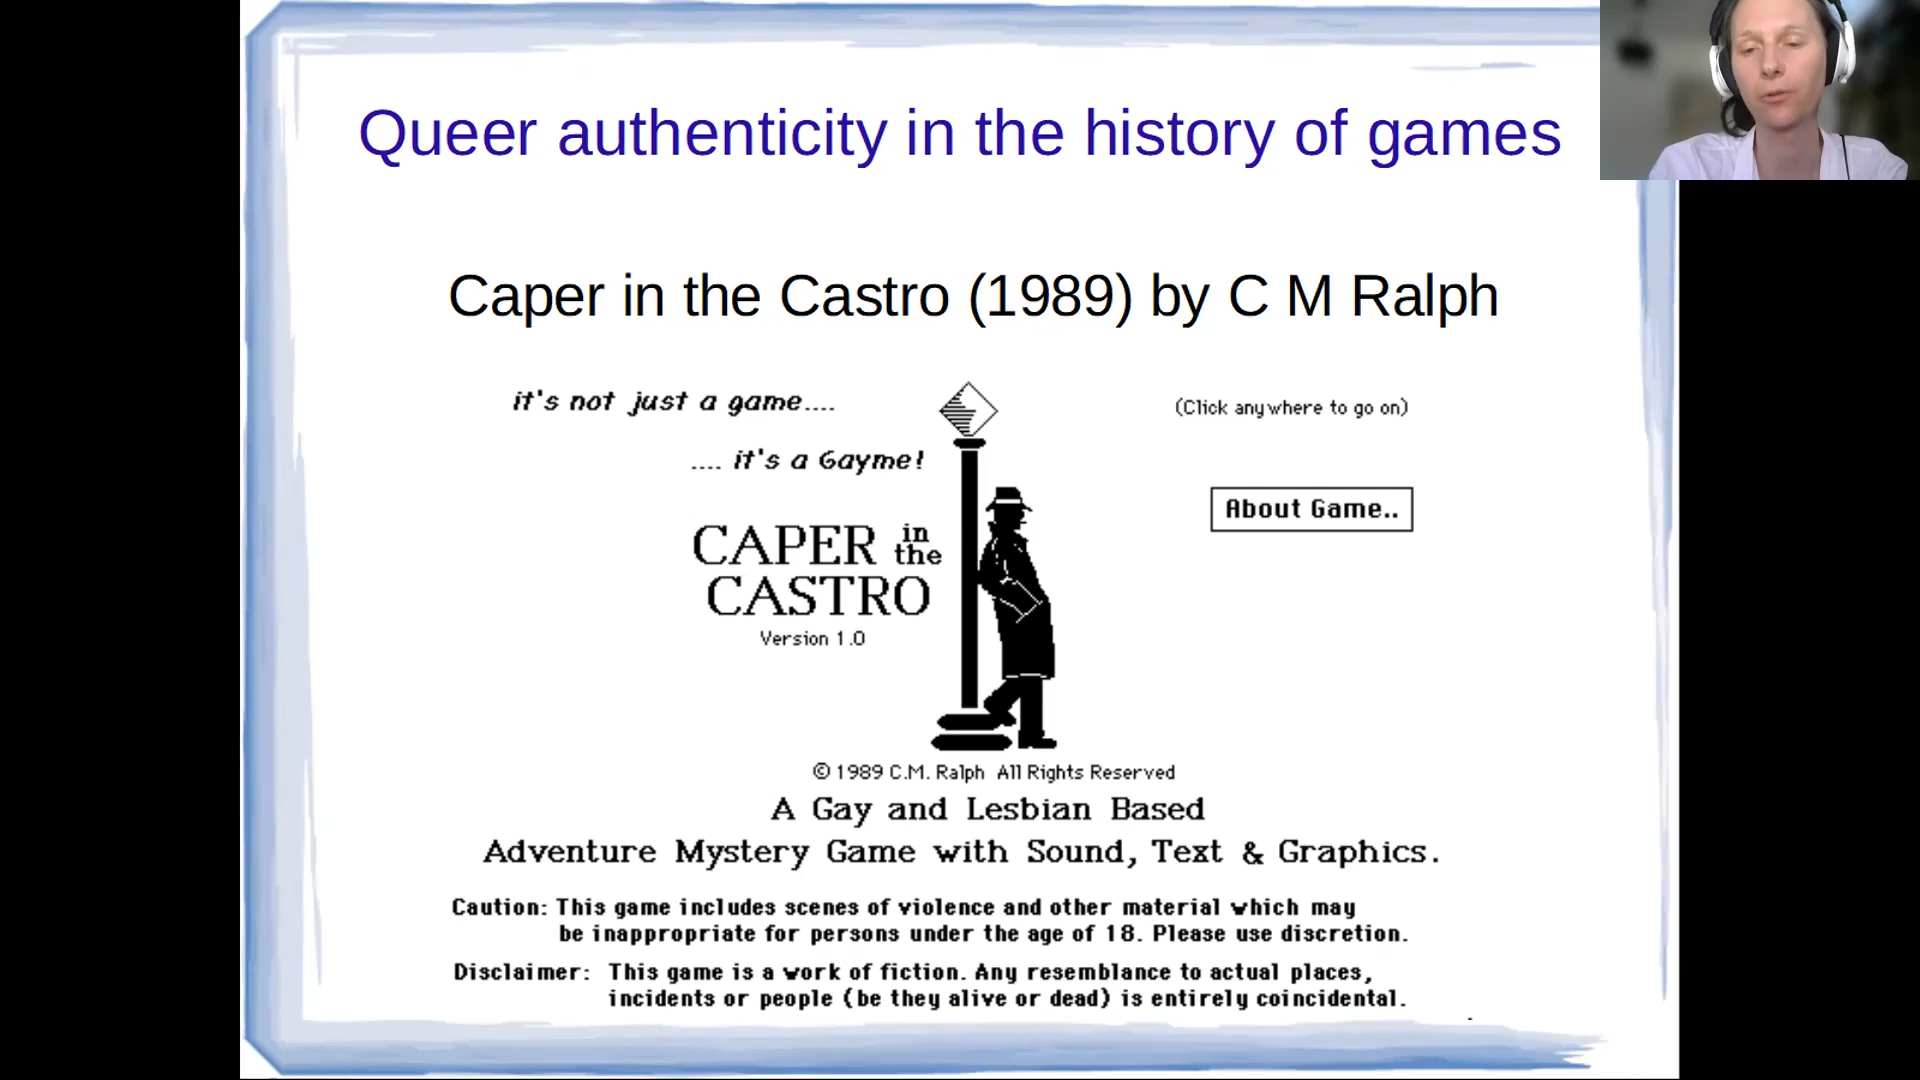 Queer authenticity in the history of games
Caper in the Castro (1989) by C M Ralph
it's not just a game....
(Click anywhere to go on)
.... it's a Gayme!
About Game..
CAPER in the
CASTRO
Version 1.0
© 1989 C.M. Ralph All Rights Reserved
A Gay and Lesbian Based
Adventure Mystery Game with Sound, Text & Graphics.
Caution: This game includes scenes of violence and other material which may
be inappropriate for persons under the age of 18. Please use discretion.
Disclaimer: This game is a work of fiction. Any resemblance to actual places,
incidents or people (be they alive or dead) is entirely coincidental.